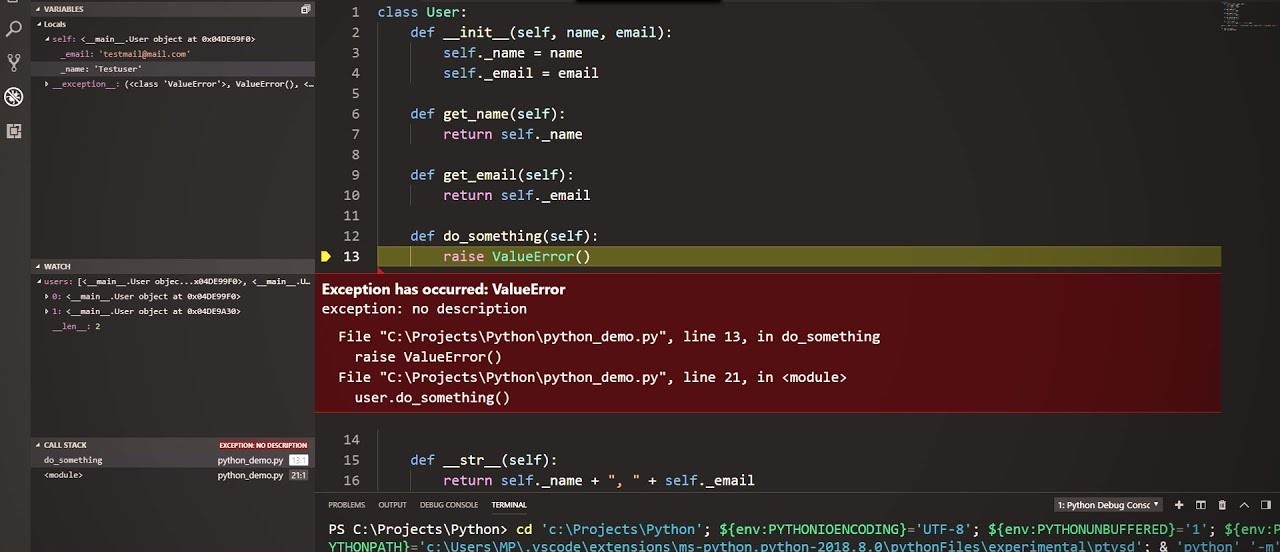 VARIABLES
Locals
self: <__main__.User object at 0x04DE99F0>
_email: 'testmail@mail.com'
_name: 'Testuser'
__exception__: (<class 'ValueError'>, ValueError(), <…
WATCH
users: [<__main__.User objec...x04DE99F0>, <__main__.U…
0: <__main__.User object at 0x04DE99F0>
1: <__main__.User object at 0x04DE9A30>
__len__: 2
CALL STACK EXCEPTION: NO DESCRIPTION
do_something python_demo.py 13:1
<module> python_demo.py 21:1
1 class User:
2 def __init__(self, name, email):
3 self._name = name
4 self._email = email
5
6 def get_name(self):
7 return self._name
8
9 def get_email(self):
10 return self._email
11
12 def do_something(self):
13 raise ValueError()
Exception has occurred: ValueError
exception: no description
File "C:\Projects\Python\python_demo.py", line 13, in do_something
raise ValueError()
File "C:\Projects\Python\python_demo.py", line 21, in <module>
user.do_something()
14
15 def __str__(self):
16 return self._name + ", " + self._email
PROBLEMS OUTPUT DEBUG CONSOLE TERMINAL 1: Python Debug Consc
PS C:\Projects\Python> cd 'c:\Projects\Python'; ${env:PYTHONIOENCODING}='UTF-8'; ${env:PYTHONUNBUFFERED}='1'; ${env:P
YTHONPATH}='c:\Users\MP\.vscode\extensions\ms-python.python-2018.8.0\pythonFiles\experimental\ptvsd'; & 'python' '-m